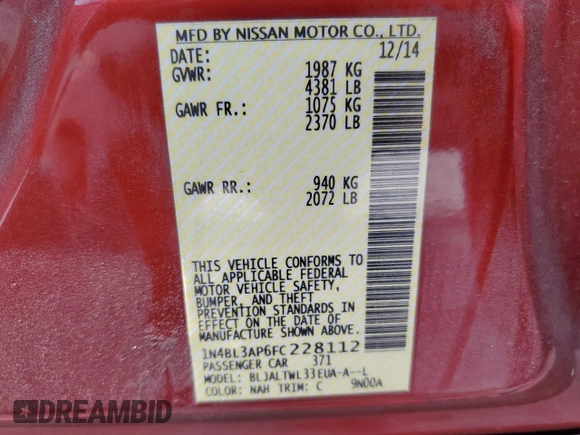 MFD BY NISSAN MOTOR CO., LTD.
DATE: 12/14
GVWR: 1987 KG
4381 LB
GAWR FR.: 1075 KG
2370 LB
GAWR RR.: 940 KG
2072 LB
THIS VEHICLE CONFORMS TO
ALL APPLICABLE FEDERAL
MOTOR VEHICLE SAFETY,
BUMPER, AND THEFT
PREVENTION STANDARDS IN EFFECT
ON THE DATE OF
MANUFACTURE SHOWN ABOVE.
1N4BL3AP6FC228112
PASSENGER CAR 371
MODEL: BLJALTWL33EUA-A--L
COLOR: NAH TRIM: C 9N00A
DREAMBID